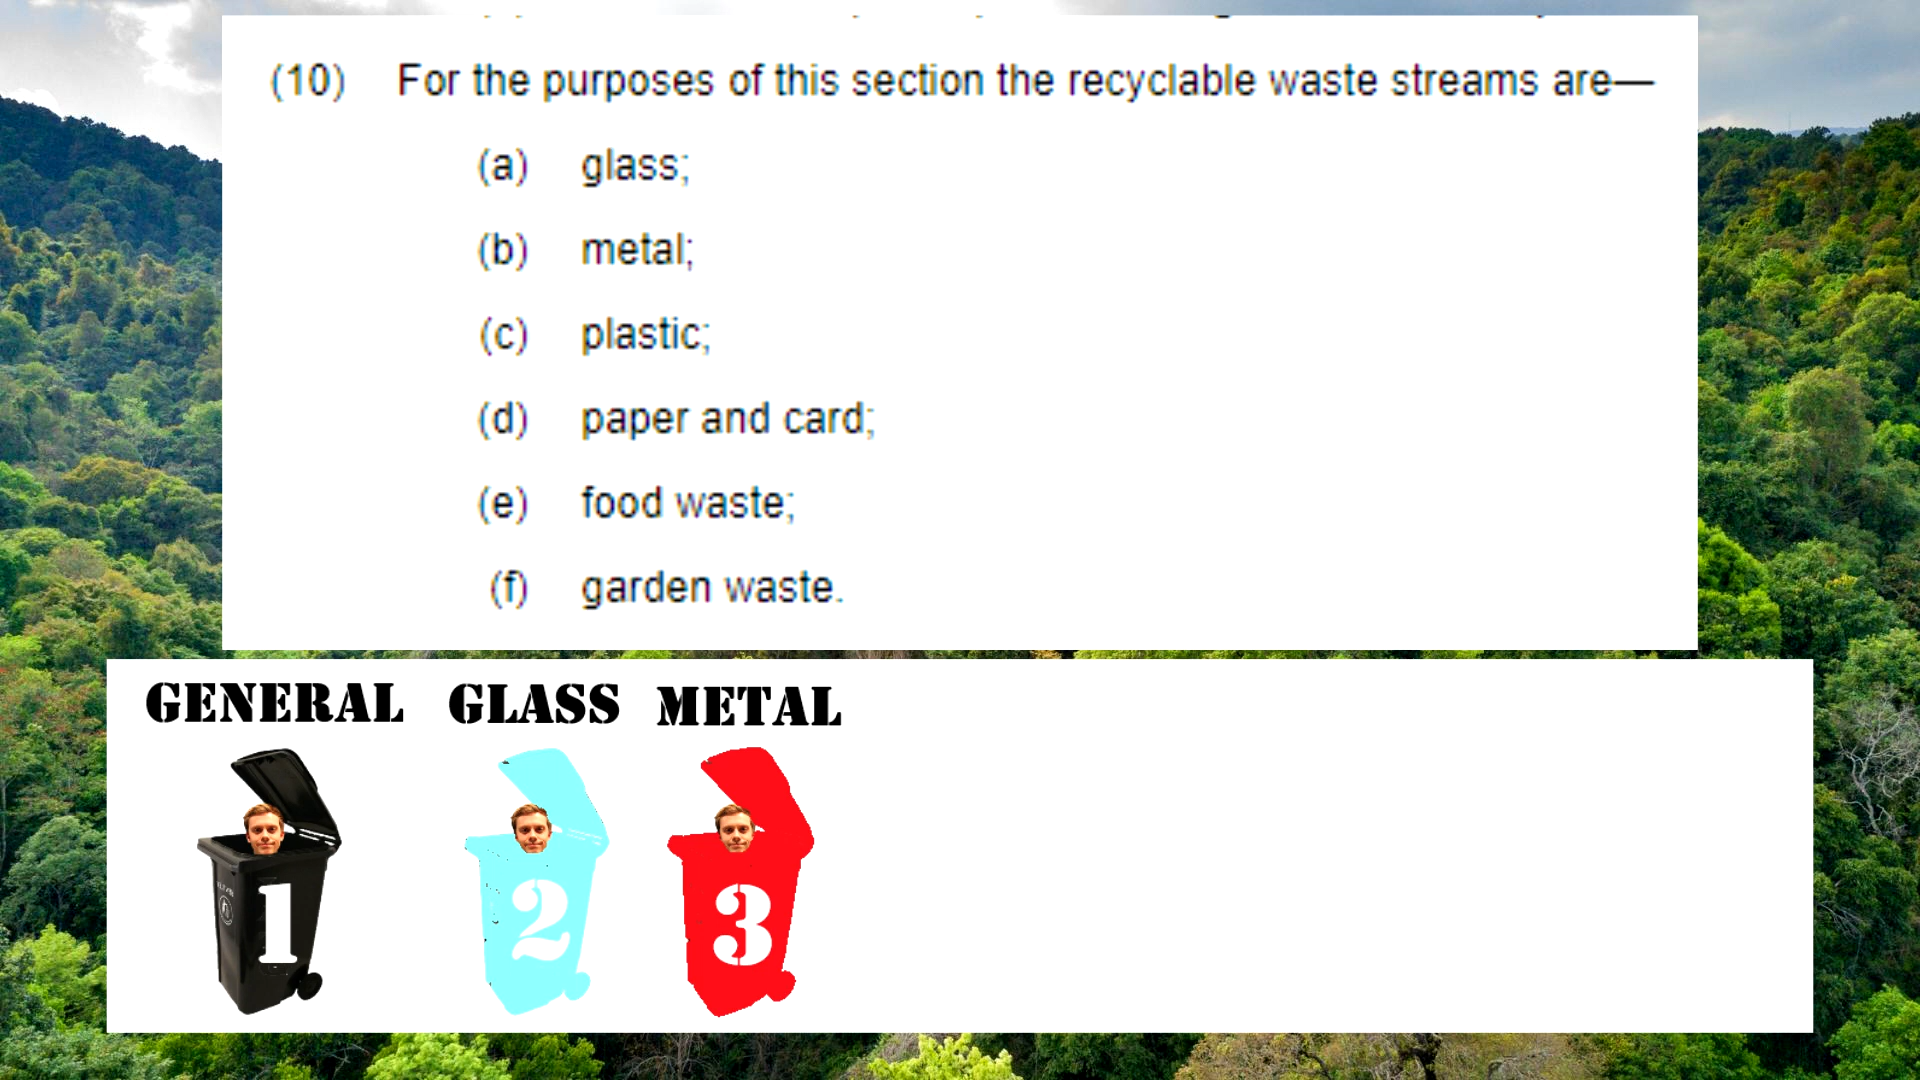 (10) For the purposes of this section the recyclable waste streams are—
(a) glass;
(b) metal;
(c) plastic;
(d) paper and card;
(e) food waste;
(f) garden waste.
GENERAL GLASS METAL
1 2 3